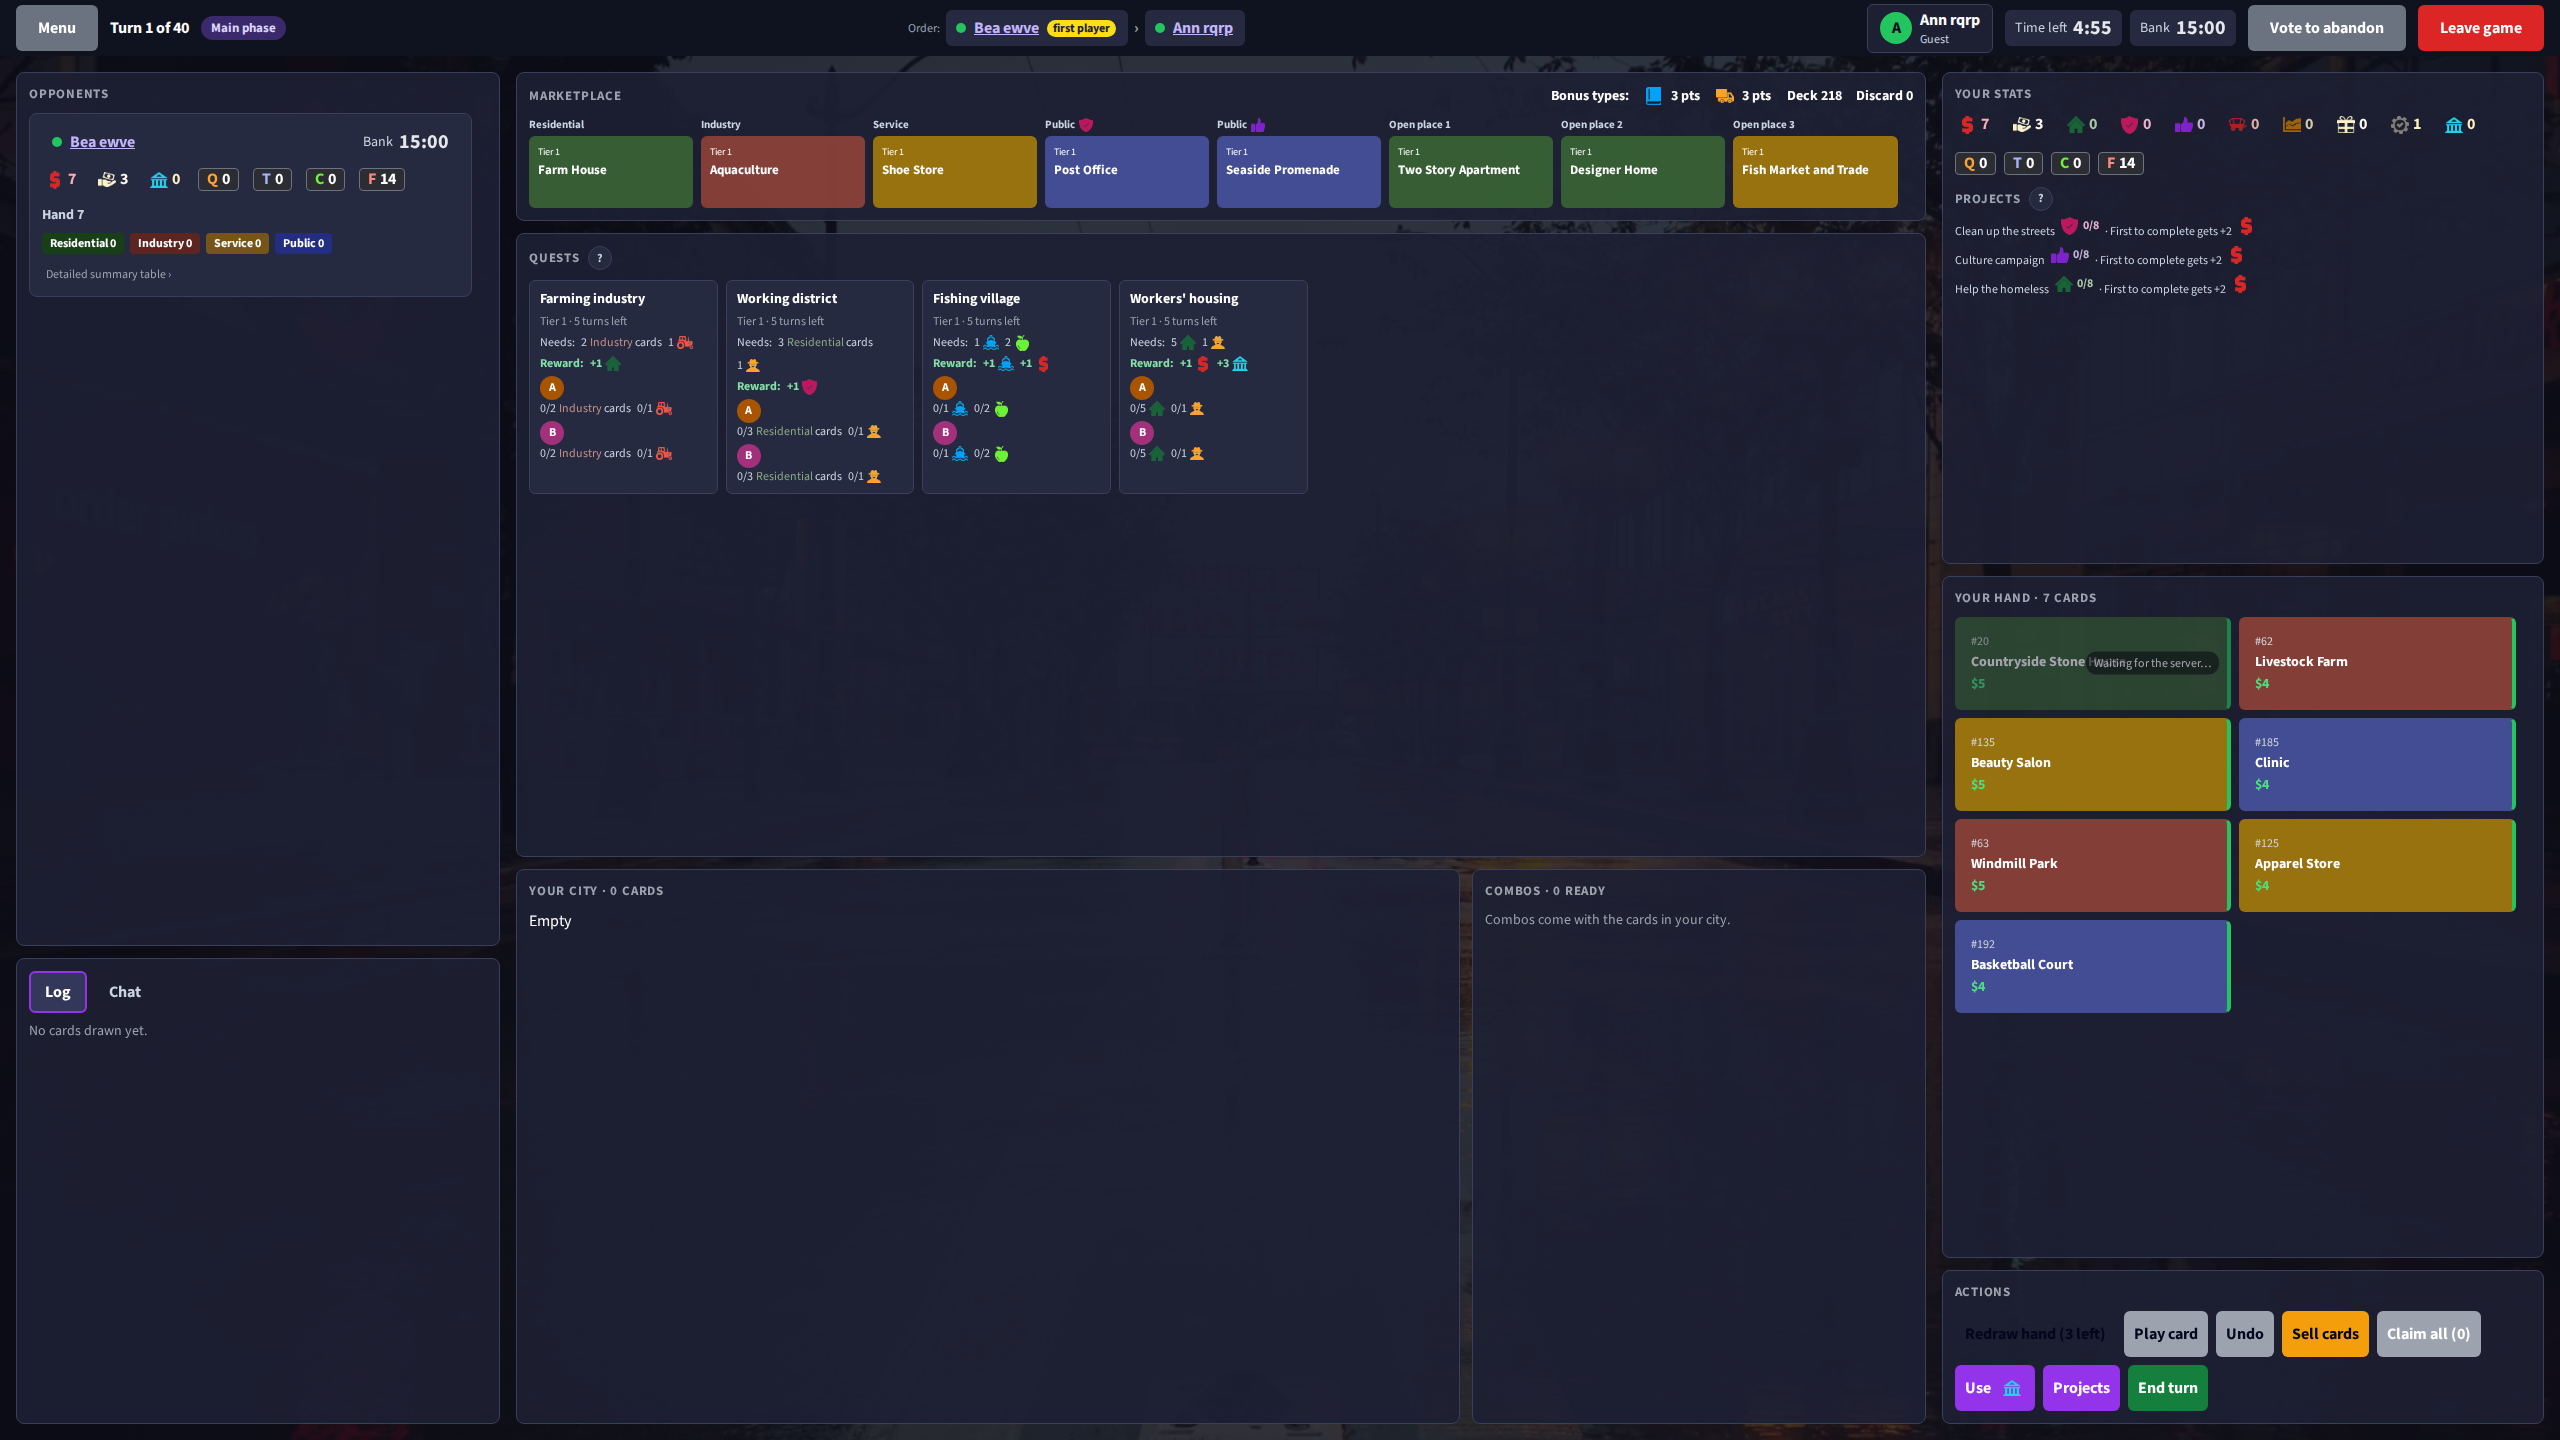 Menu
Turn 1 of 40
Main phase
Order:
Bea ewve
first player
›
Ann rqrp
A
Ann rqrp
Guest
Time left 4:55
Bank 15:00
Vote to abandon
Leave game
OPPONENTS
Bea ewve
Bank 15:00
7 3 0 Q 0 T 0 C 0 F 14
Hand 7
Residential 0 Industry 0 Service 0 Public 0
Detailed summary table ›
MARKETPLACE
Bonus types: 3 pts 3 pts Deck 218 Discard 0
Residential
Tier 1
Farm House
Industry
Tier 1
Aquaculture
Service
Tier 1
Shoe Store
Public
Tier 1
Post Office
Public
Tier 1
Seaside Promenade
Open place 1
Tier 1
Two Story Apartment
Open place 2
Tier 1
Designer Home
Open place 3
Tier 1
Fish Market and Trade
QUESTS ?
Farming industry
Tier 1 · 5 turns left
Needs: 2 Industry cards 1
Reward: +1
A
0/2 Industry cards 0/1
B
0/2 Industry cards 0/1
Working district
Tier 1 · 5 turns left
Needs: 3 Residential cards
1
Reward: +1
A
0/3 Residential cards 0/1
B
0/3 Residential cards 0/1
Fishing village
Tier 1 · 5 turns left
Needs: 1 2
Reward: +1 +1
A
0/1 0/2
B
0/1 0/2
Workers' housing
Tier 1 · 5 turns left
Needs: 5 1
Reward: +1 +3
A
0/5 0/1
B
0/5 0/1
YOUR CITY · 0 CARDS
Empty
COMBOS · 0 READY
Combos come with the cards in your city.
Log
Chat
No cards drawn yet.
YOUR STATS
7 3 0 0 0 0 0 0 1 0
Q 0 T 0 C 0 F 14
PROJECTS ?
Clean up the streets 0/8 · First to complete gets +2
Culture campaign 0/8 · First to complete gets +2
Help the homeless 0/8 · First to complete gets +2
YOUR HAND · 7 CARDS
#20
Countryside Stone
Waiting for the server…
$5
#62
Livestock Farm
$4
#135
Beauty Salon
$5
#185
Clinic
$4
#63
Windmill Park
$5
#125
Apparel Store
$4
#192
Basketball Court
$4
ACTIONS
Redraw hand (3 left)
Play card
Undo
Sell cards
Claim all (0)
Use
Projects
End turn